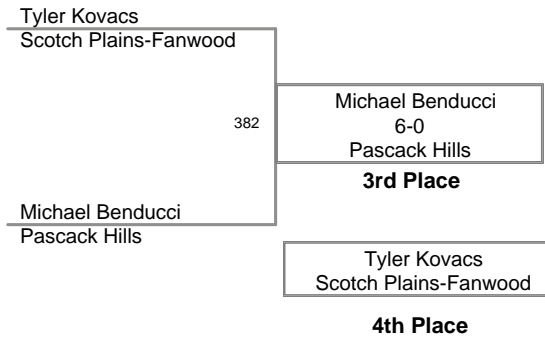 Tyler Kovacs
Scotch Plains-Fanwood
382
Michael Benducci
6-0
Pascack Hills
3rd Place
Michael Benducci
Pascack Hills
Tyler Kovacs
Scotch Plains-Fanwood
4th Place